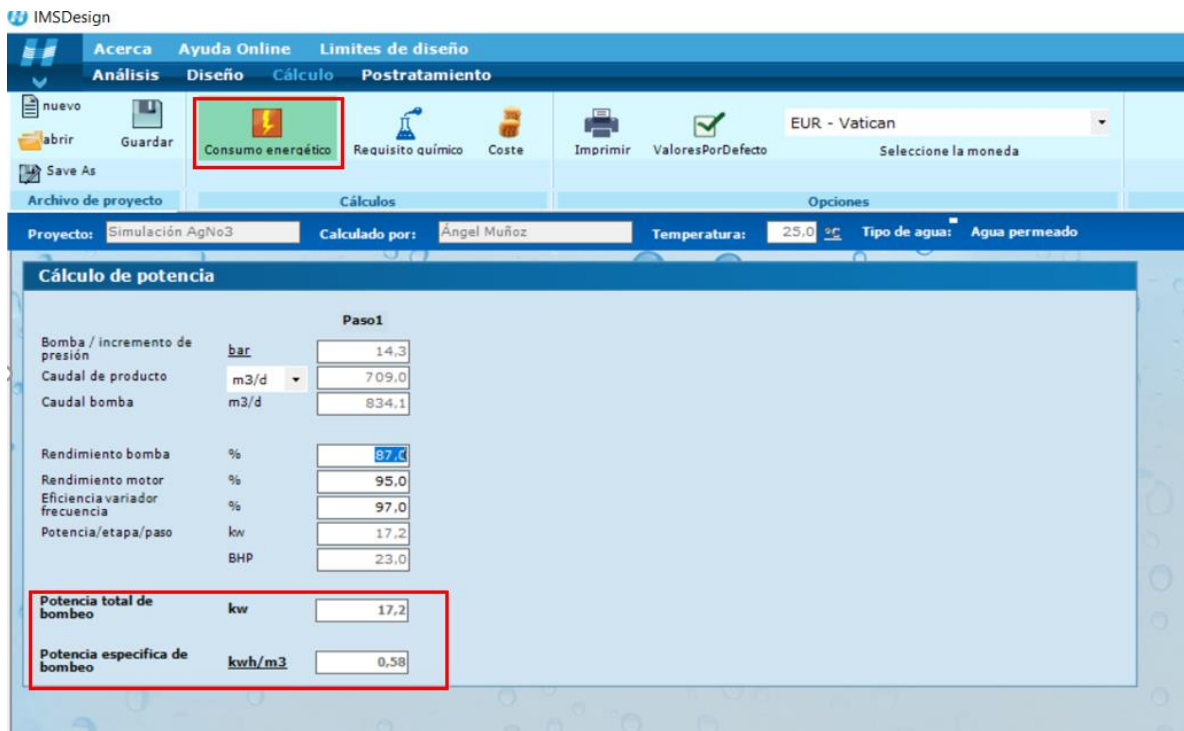 IMSDesign
Acerca Ayuda Online Limites de diseño
Análisis Diseño Cálculo Postratamiento
nuevo
abrir
Guardar
Save As
Consumo energético Requisito químico Coste
Imprimir ValoresPorDefecto
EUR - Vatican
Seleccione la moneda
Archivo de proyecto Cálculos Opciones
Proyecto: Simulación AgNo3 Calculado por: Ángel Muñoz Temperatura: 25,0 ºC Tipo de agua: Agua permeado
Cálculo de potencia
Paso1
Bomba / incremento de
presión bar 14,3
Caudal de producto m3/d 709,0
Caudal bomba m3/d 834,1
Rendimiento bomba % 87,0
Rendimiento motor % 95,0
Eficiencia variador
frecuencia % 97,0
Potencia/etapa/paso kw 17,2
BHP 23,0
Potencia total de
bombeo kw 17,2
Potencia especifica de
bombeo kwh/m3 0,58